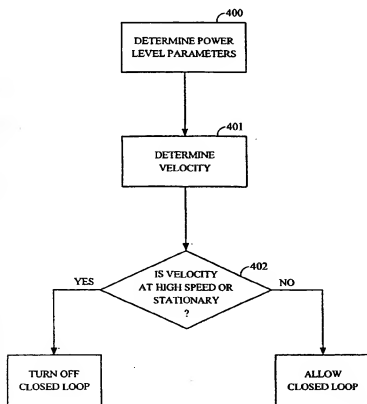 400
DETERMINE POWER
LEVEL PARAMETERS
401
DETERMINE
VELOCITY
402
IS VELOCITY
AT HIGH SPEED OR
STATIONARY
?
YES
NO
TURN OFF
CLOSED LOOP
ALLOW
CLOSED LOOP